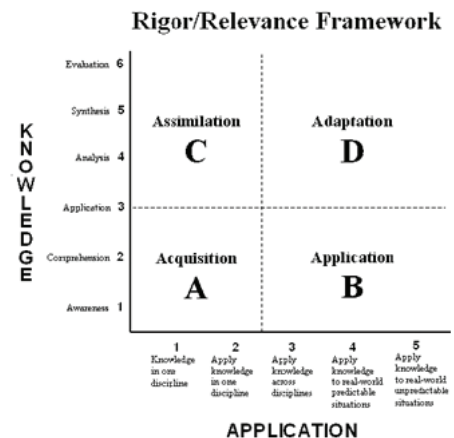 Rigor/Relevance Framework
KNOWLEDGE
Evaluation 6
Synthesis 5
Analysis 4
Application 3
Comprehension 2
Awareness 1
Assimilation
C
Adaptation
D
Acquisition
A
Application
B
1
Knowledge
in one
discipline
2
Apply
knowledge
in one
discipline
3
Apply
knowledge
across
disciplines
4
Apply
knowledge
to real-world
predictable
situations
5
Apply
knowledge
to real-world
unpredictable
situations
APPLICATION